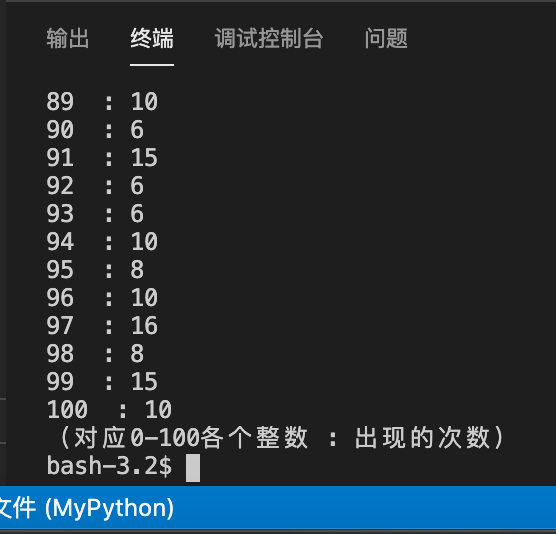 输出 终端 调试控制台 问题
89  : 10
90  : 6
91  : 15
92  : 6
93  : 6
94  : 10
95  : 8
96  : 10
97  : 16
98  : 8
99  : 15
100  : 10
（对应0-100各个整数 : 出现的次数）
bash-3.2$
文件 (MyPython)